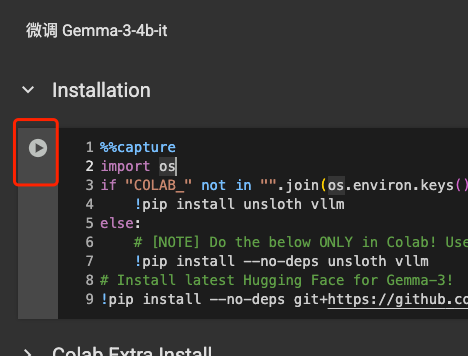 微调 Gemma-3-4b-it
Installation
1 %%capture
2 import os
3 if "COLAB_" not in "".join(os.environ.keys()
4     !pip install unsloth vllm
5 else:
6     # [NOTE] Do the below ONLY in Colab! Use
7     !pip install --no-deps unsloth vllm
8 # Install latest Hugging Face for Gemma-3!
9 !pip install --no-deps git+https://github.co
Colab Extra Install